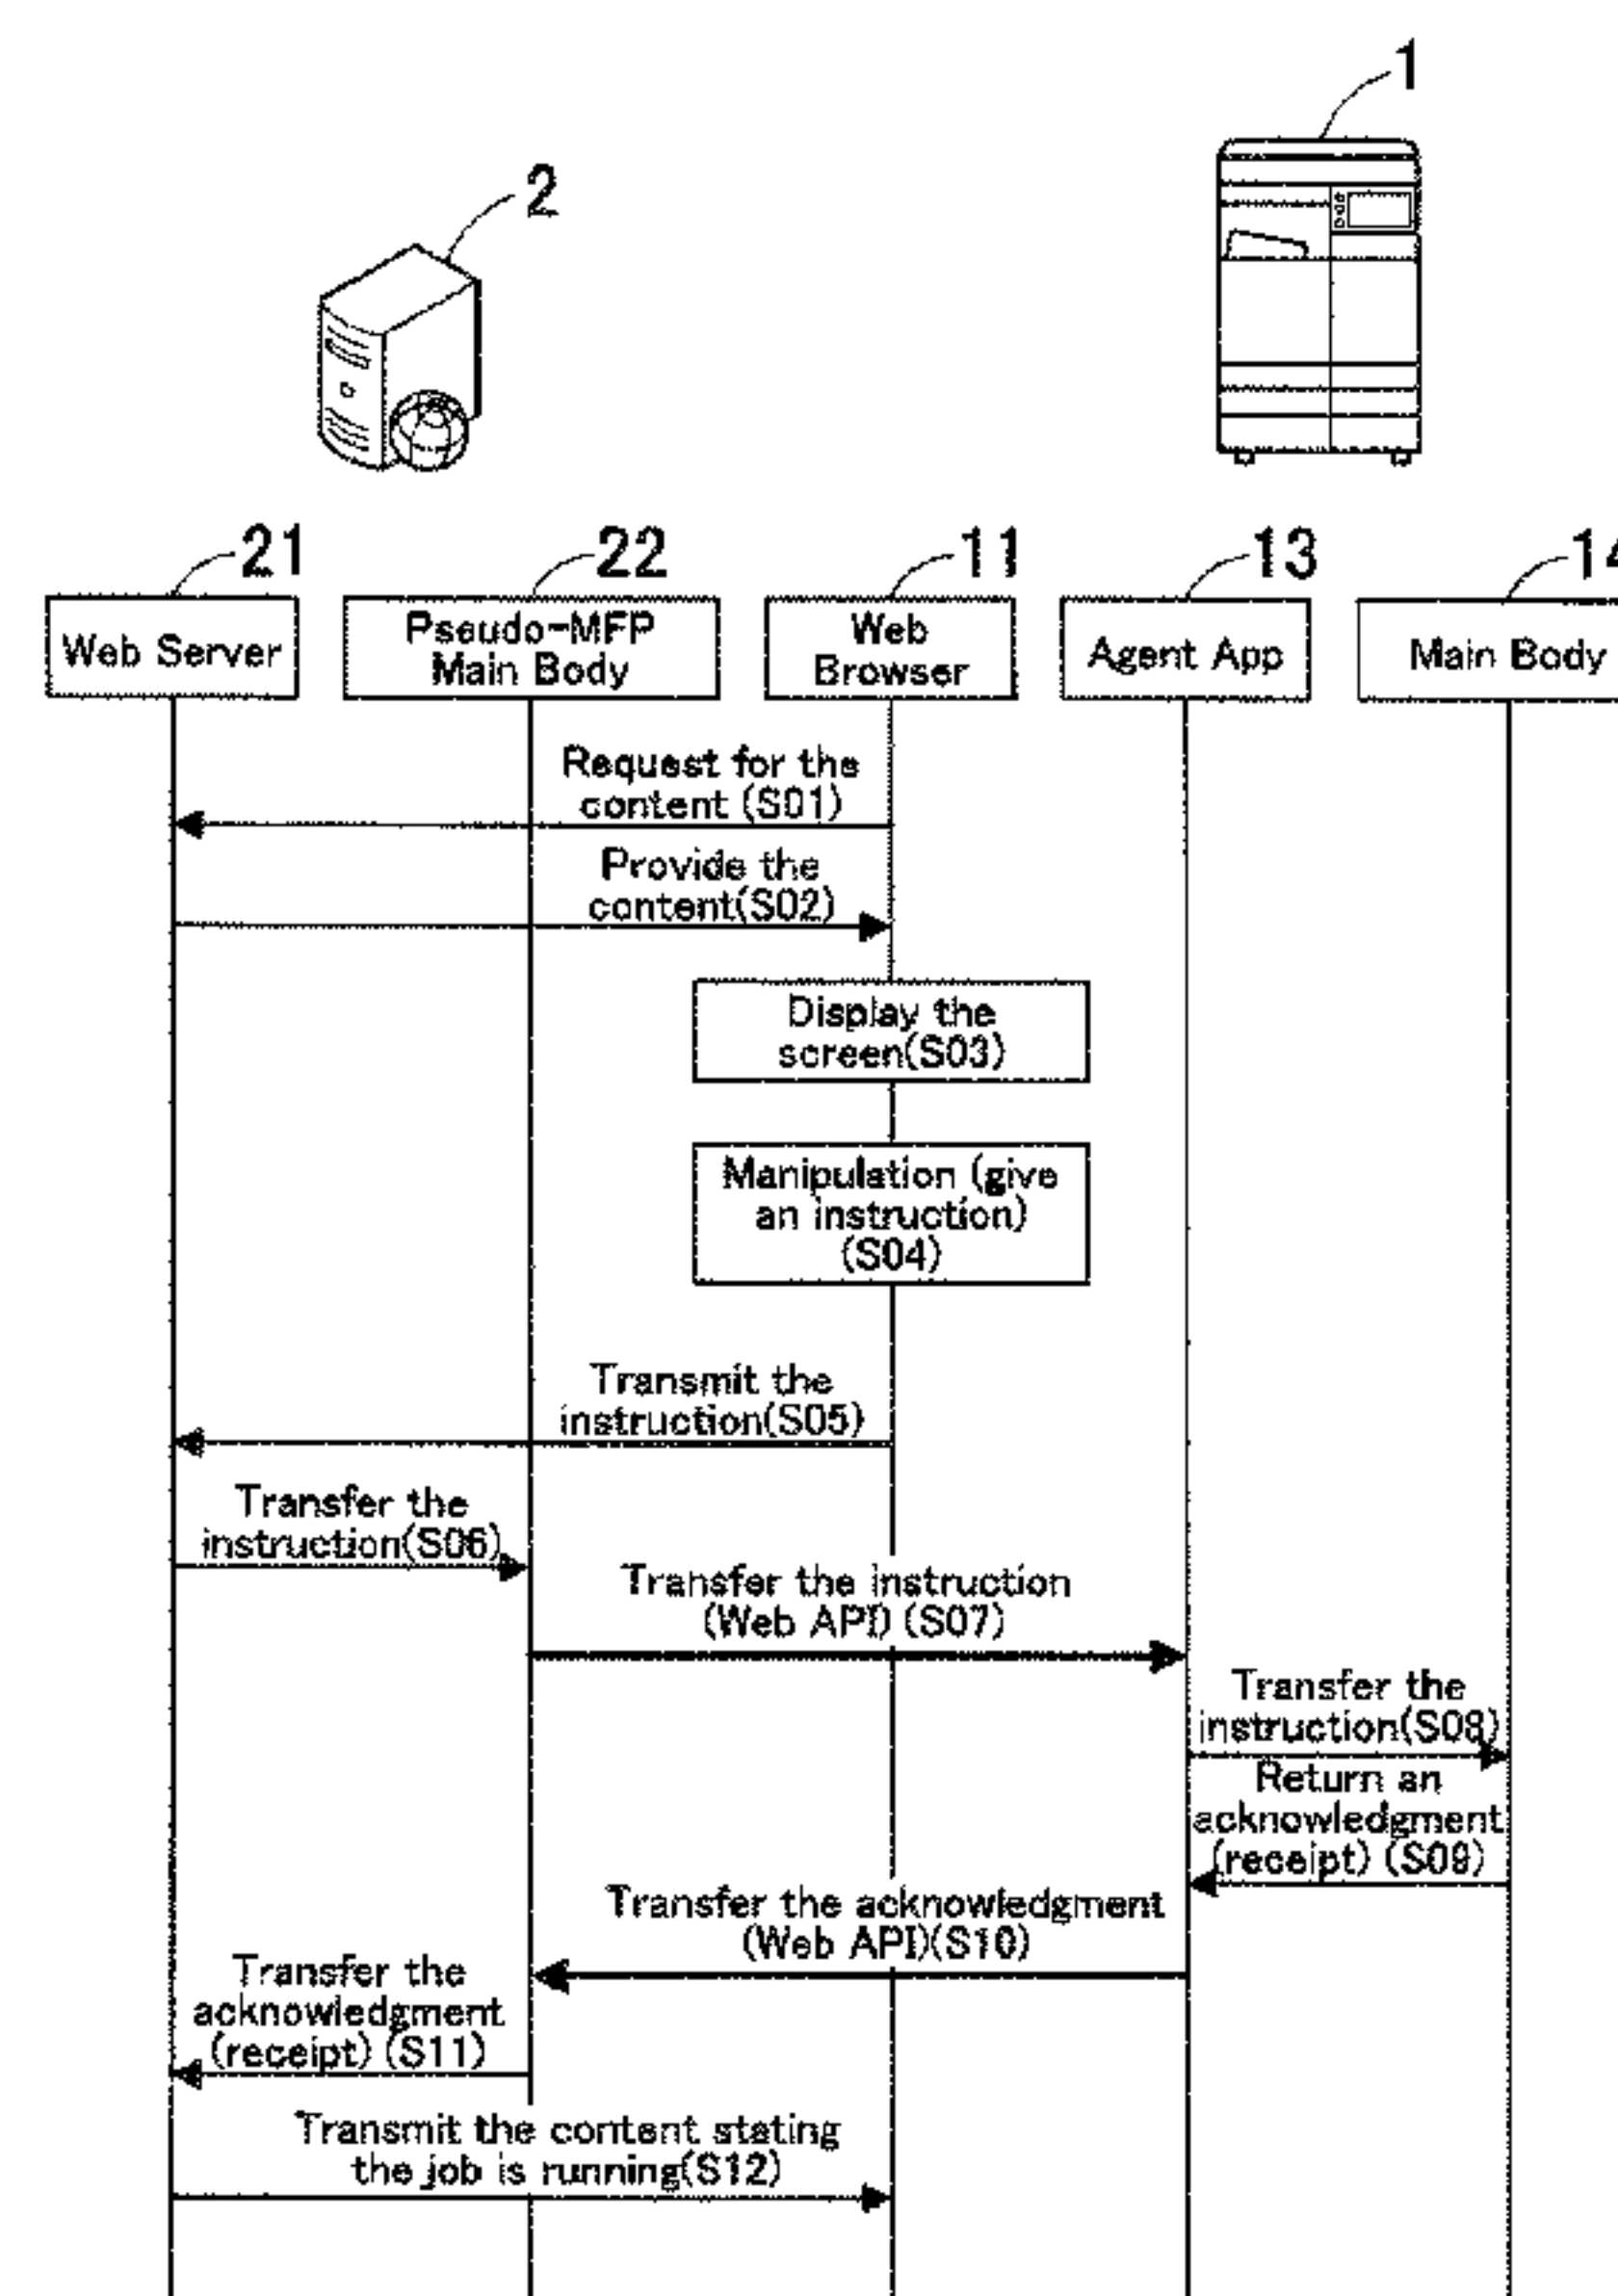 1
2
21
22
11
13
14
Web Server
Pseudo-MFP
Main Body
Web
Browser
Agent App
Main Body
Request for the
content (S01)
Provide the
content(S02)
Display the
screen(S03)
Manipulation (give
an instruction)
(S04)
Transmit the
instruction(S05)
Transfer the
instruction(S06)
Transfer the instruction
(Web API) (S07)
Transfer the
instruction(S08)
Return an
acknowledgment
(receipt) (S09)
Transfer the acknowledgment
(Web API)(S10)
Transfer the
acknowledgment
(receipt) (S11)
Transmit the content stating
the job is running(S12)